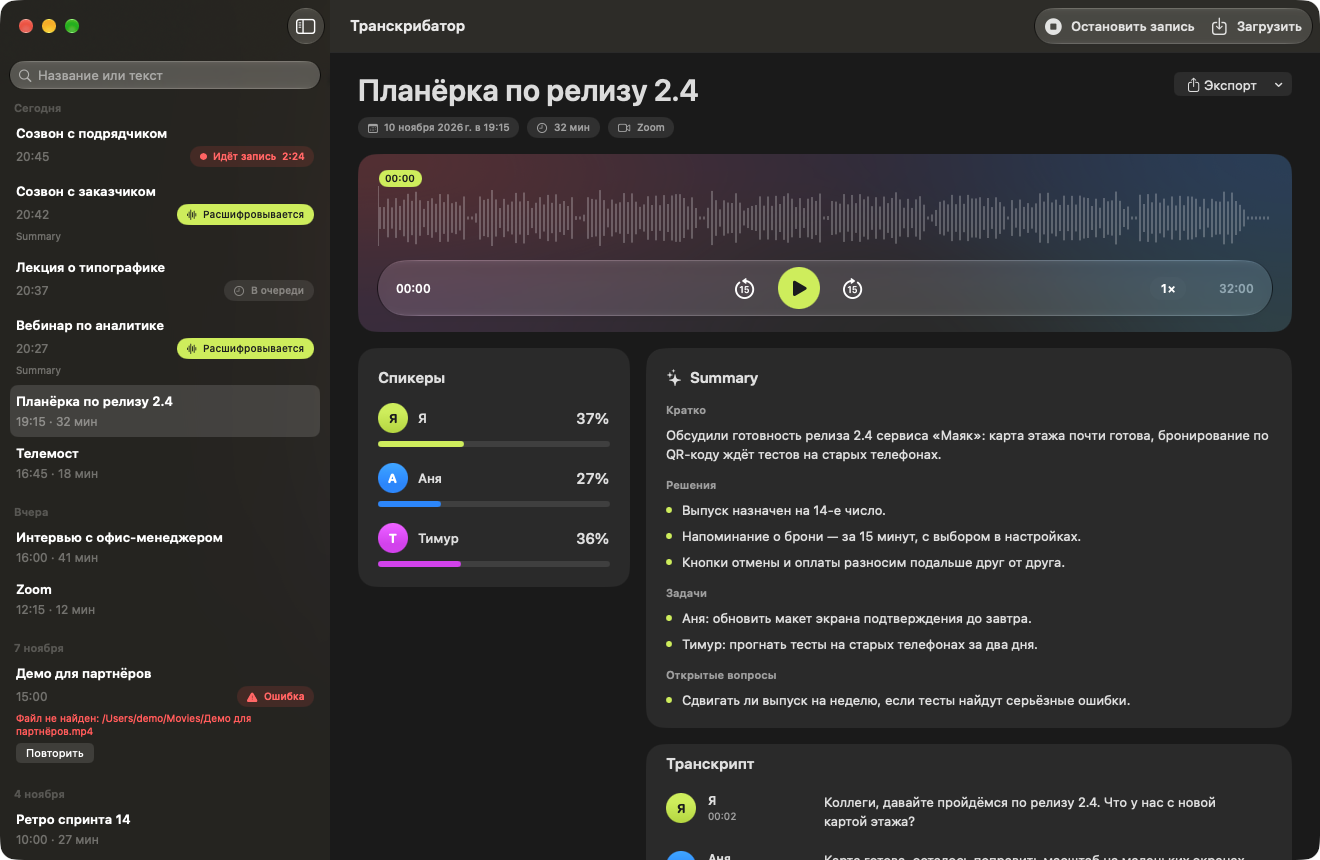 Транскрибатор
Остановить запись
Загрузить
Название или текст
Сегодня
Созвон с подрядчиком
20:45
Идёт запись 2:24
Созвон с заказчиком
20:42
Расшифровывается
Summary
Лекция о типографике
20:37
В очереди
Вебинар по аналитике
20:27
Расшифровывается
Summary
Планёрка по релизу 2.4
19:15 · 32 мин
Телемост
16:45 · 18 мин
Вчера
Интервью с офис-менеджером
16:00 · 41 мин
Zoom
12:15 · 12 мин
7 ноября
Демо для партнёров
15:00
Ошибка
Файл не найден: /Users/demo/Movies/Демо для
партнёров.mp4
Повторить
4 ноября
Ретро спринта 14
10:00 · 27 мин
Планёрка по релизу 2.4
Экспорт
10 ноября 2026 г. в 19:15
32 мин
Zoom
00:00
00:00
15
15
1×
32:00
Спикеры
Я Я 37%
А Аня 27%
Т Тимур 36%
Summary
Кратко
Обсудили готовность релиза 2.4 сервиса «Маяк»: карта этажа почти готова, бронирование по
QR-коду ждёт тестов на старых телефонах.
Решения
Выпуск назначен на 14-е число.
Напоминание о брони — за 15 минут, с выбором в настройках.
Кнопки отмены и оплаты разносим подальше друг от друга.
Задачи
Аня: обновить макет экрана подтверждения до завтра.
Тимур: прогнать тесты на старых телефонах за два дня.
Открытые вопросы
Сдвигать ли выпуск на неделю, если тесты найдут серьёзные ошибки.
Транскрипт
Я Я
00:02
Коллеги, давайте пройдёмся по релизу 2.4. Что у нас с новой
картой этажа?
Аня